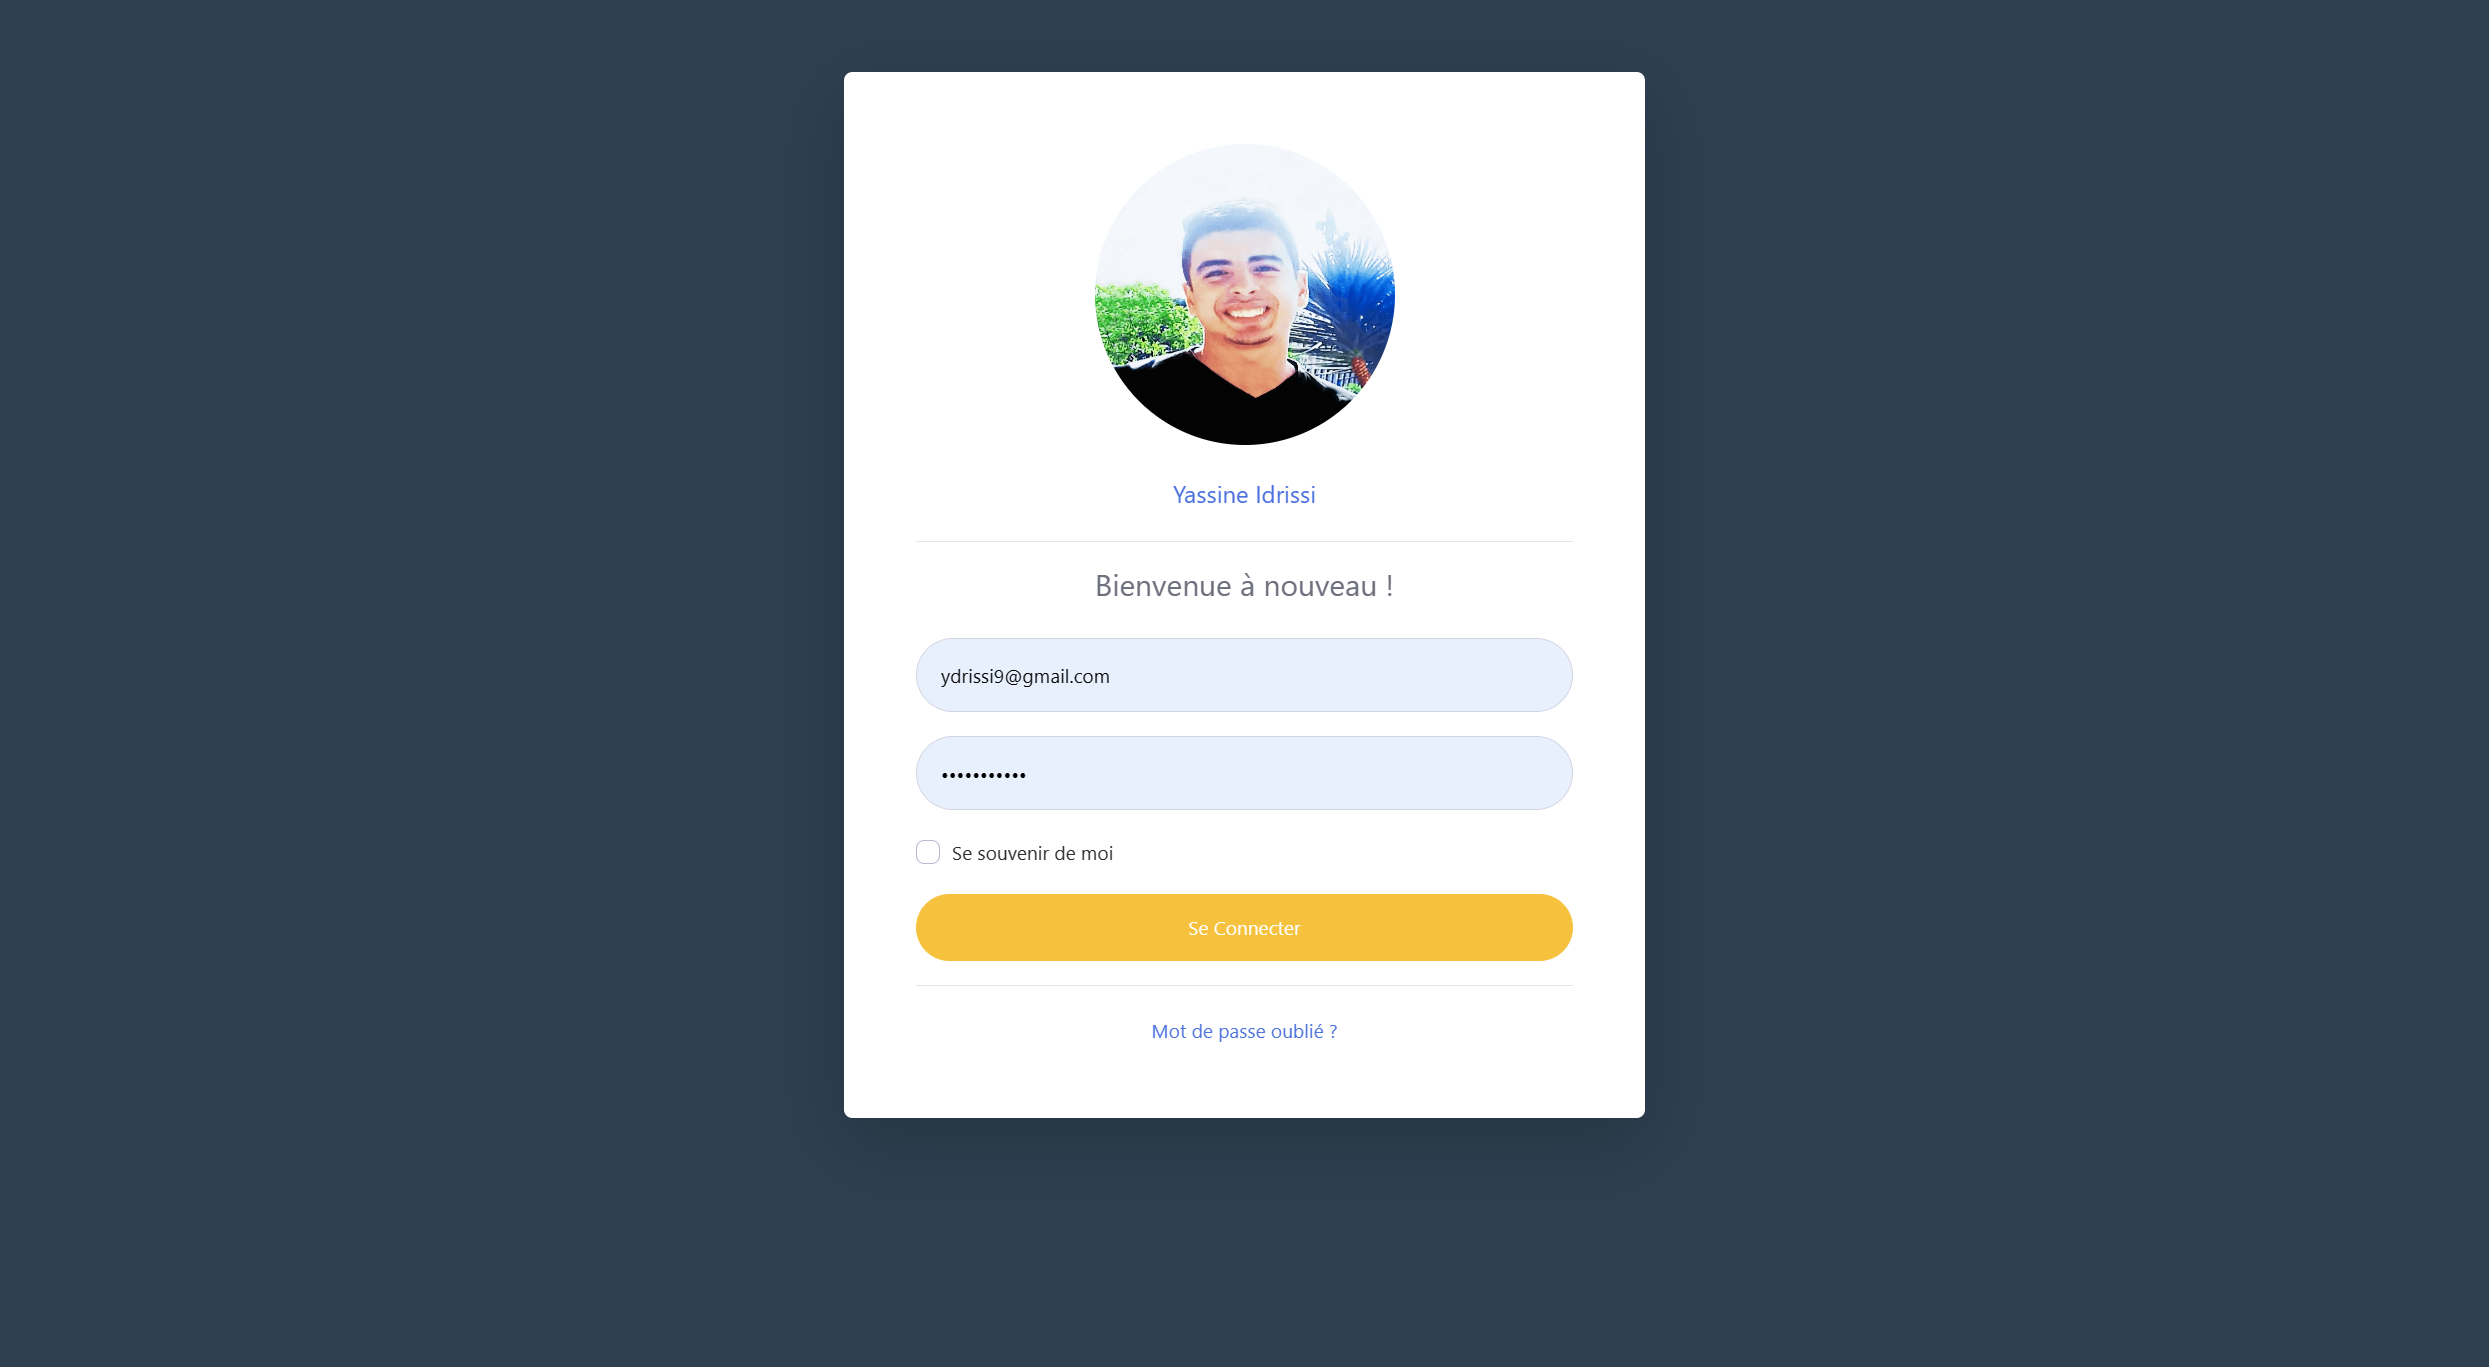 Yassine Idrissi
Bienvenue à nouveau !
ydrissi9@gmail.com
•••••••••••
Se souvenir de moi
Se Connecter
Mot de passe oublié ?